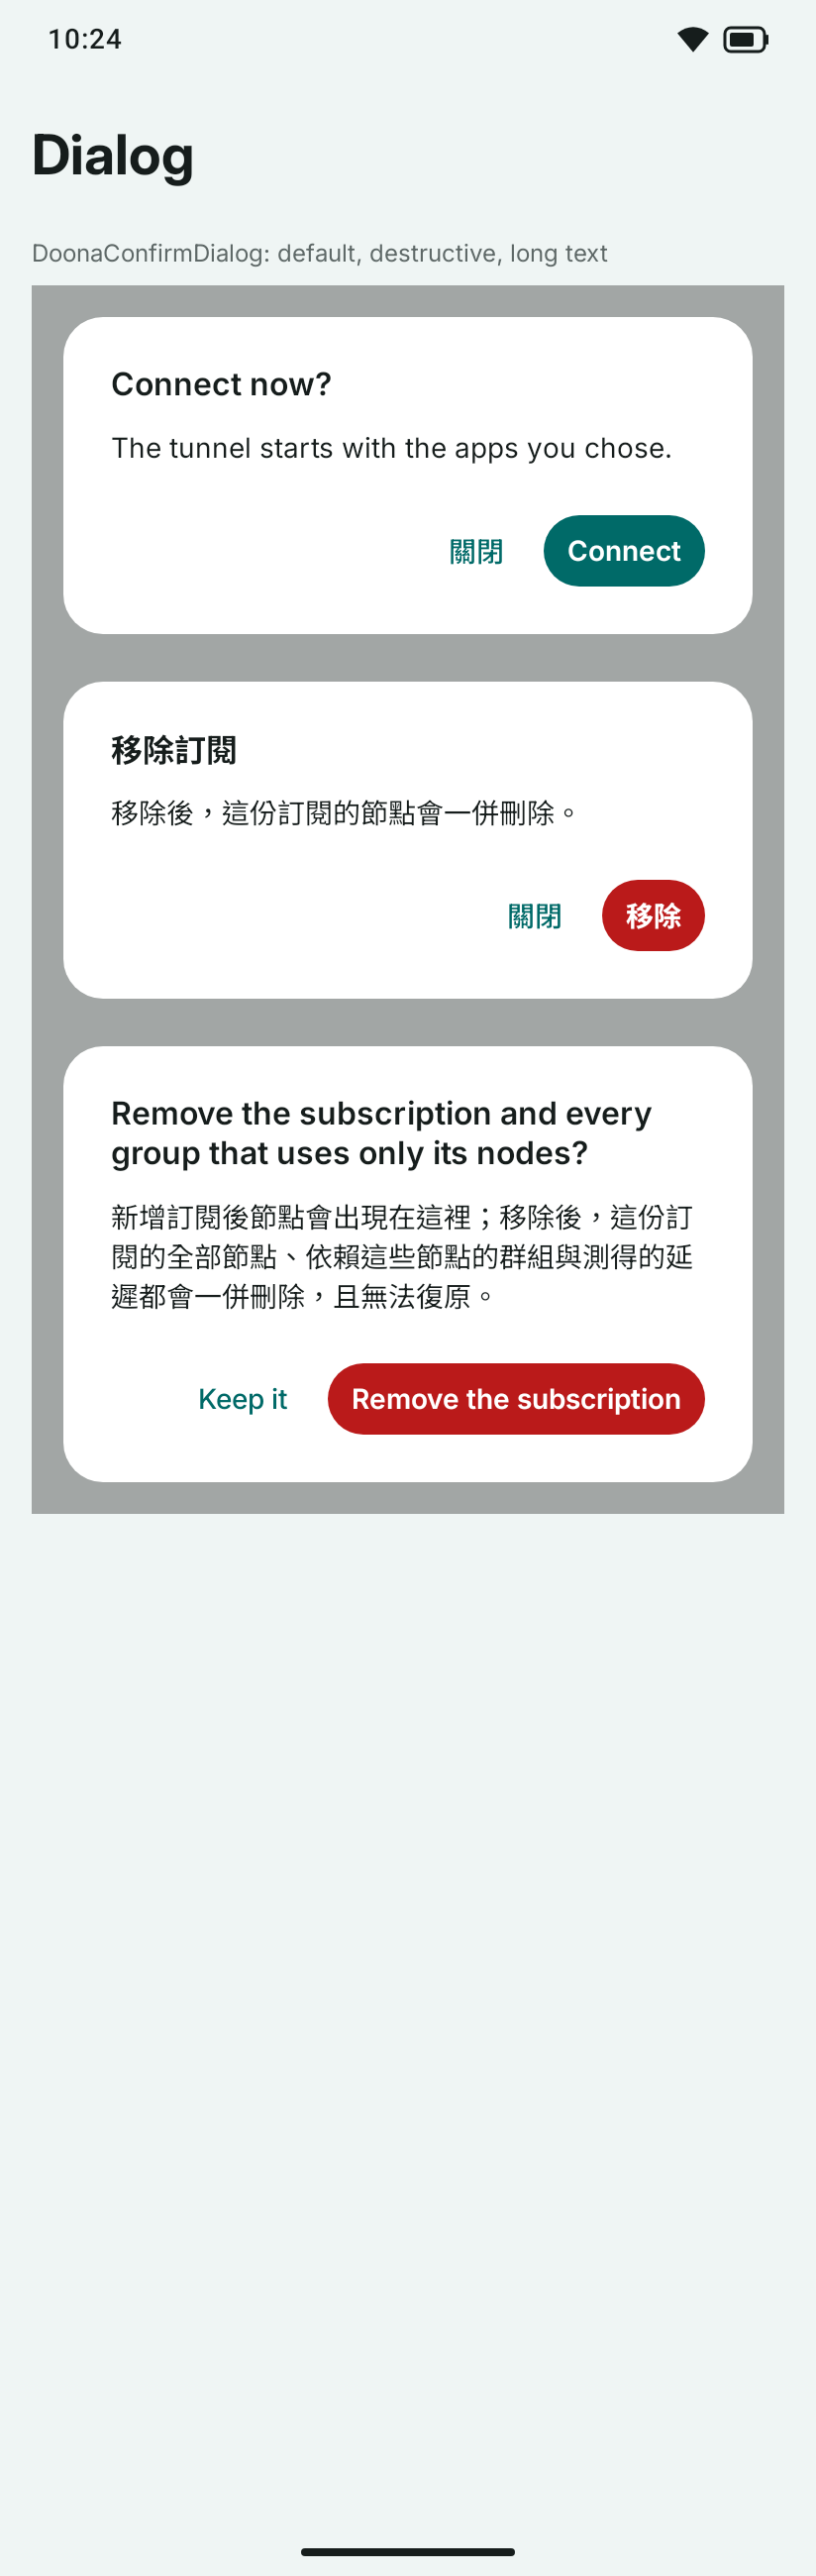 10:24
Dialog
DoonaConfirmDialog: default, destructive, long text
Connect now?
The tunnel starts with the apps you chose.
關閉
Connect
移除訂閱
移除後，這份訂閱的節點會一併刪除。
關閉
移除
Remove the subscription and every
group that uses only its nodes?
新增訂閱後節點會出現在這裡；移除後，這份訂
閱的全部節點、依賴這些節點的群組與測得的延
遲都會一併刪除，且無法復原。
Keep it
Remove the subscription